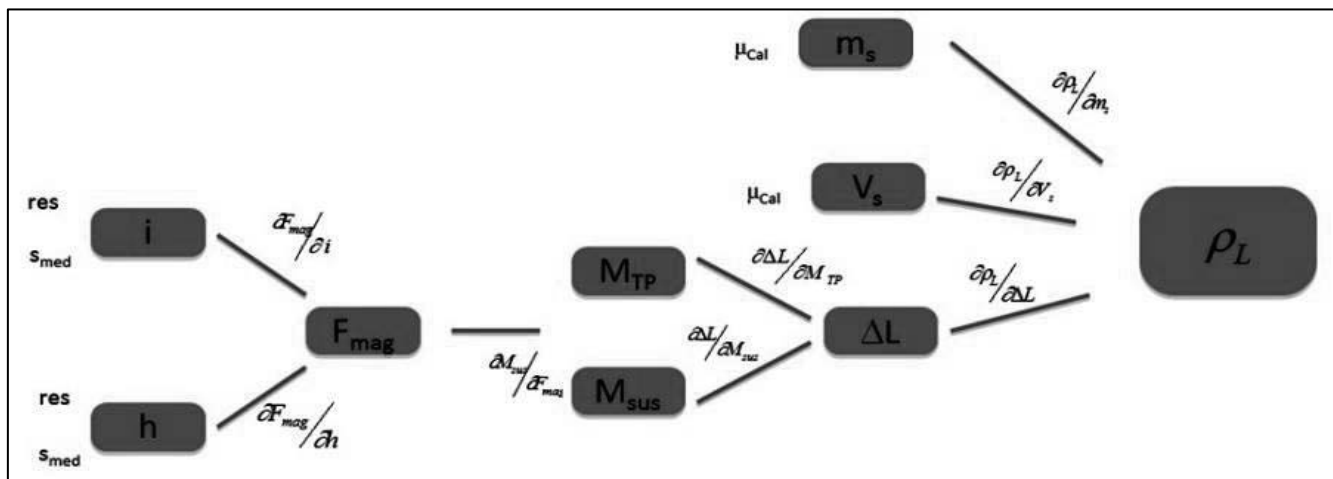 μCal
ms
∂ρL/∂ms
μCal
Vs
∂ρL/∂Vs
res
smed
i
∂Fmag/∂i
MTP
∂ΔL/∂MTP
∂ρL/∂ΔL
ρL
Fmag
ΔL
∂Msus/∂Fmas
Msus
∂ΔL/∂Msus
res
smed
h
∂Fmag/∂h